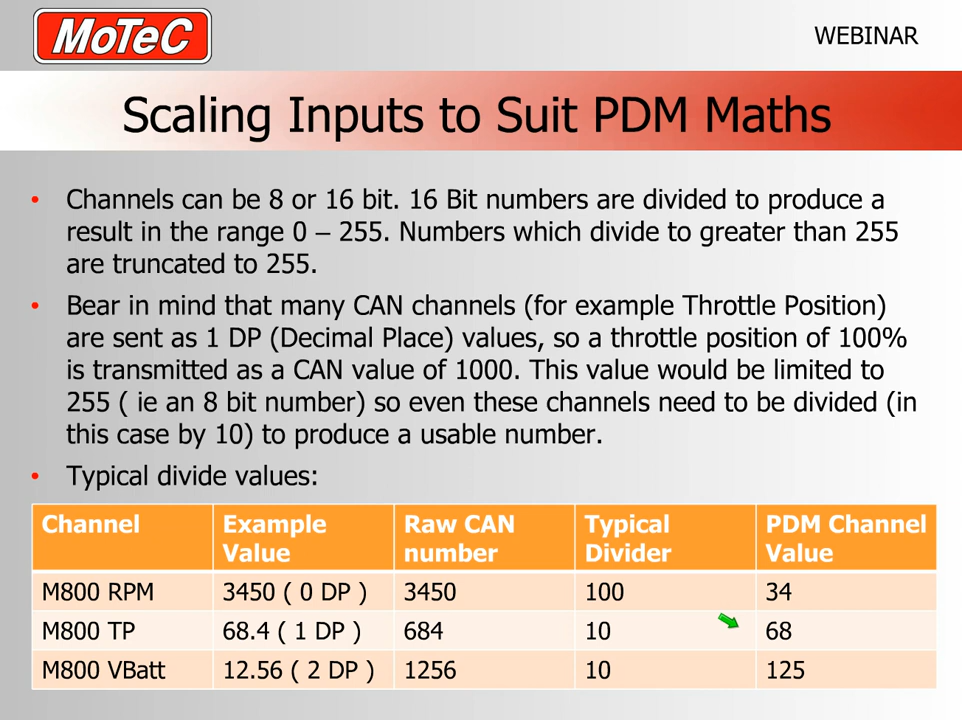 MoTeC
WEBINAR
Scaling Inputs to Suit PDM Maths
• Channels can be 8 or 16 bit. 16 Bit numbers are divided to produce a
result in the range 0 – 255. Numbers which divide to greater than 255
are truncated to 255.
• Bear in mind that many CAN channels (for example Throttle Position)
are sent as 1 DP (Decimal Place) values, so a throttle position of 100%
is transmitted as a CAN value of 1000. This value would be limited to
255 ( ie an 8 bit number) so even these channels need to be divided (in
this case by 10) to produce a usable number.
• Typical divide values:
Channel Example Value Raw CAN number Typical Divider PDM Channel Value
M800 RPM 3450 ( 0 DP ) 3450 100 34
M800 TP 68.4 ( 1 DP ) 684 10 68
M800 VBatt 12.56 ( 2 DP ) 1256 10 125